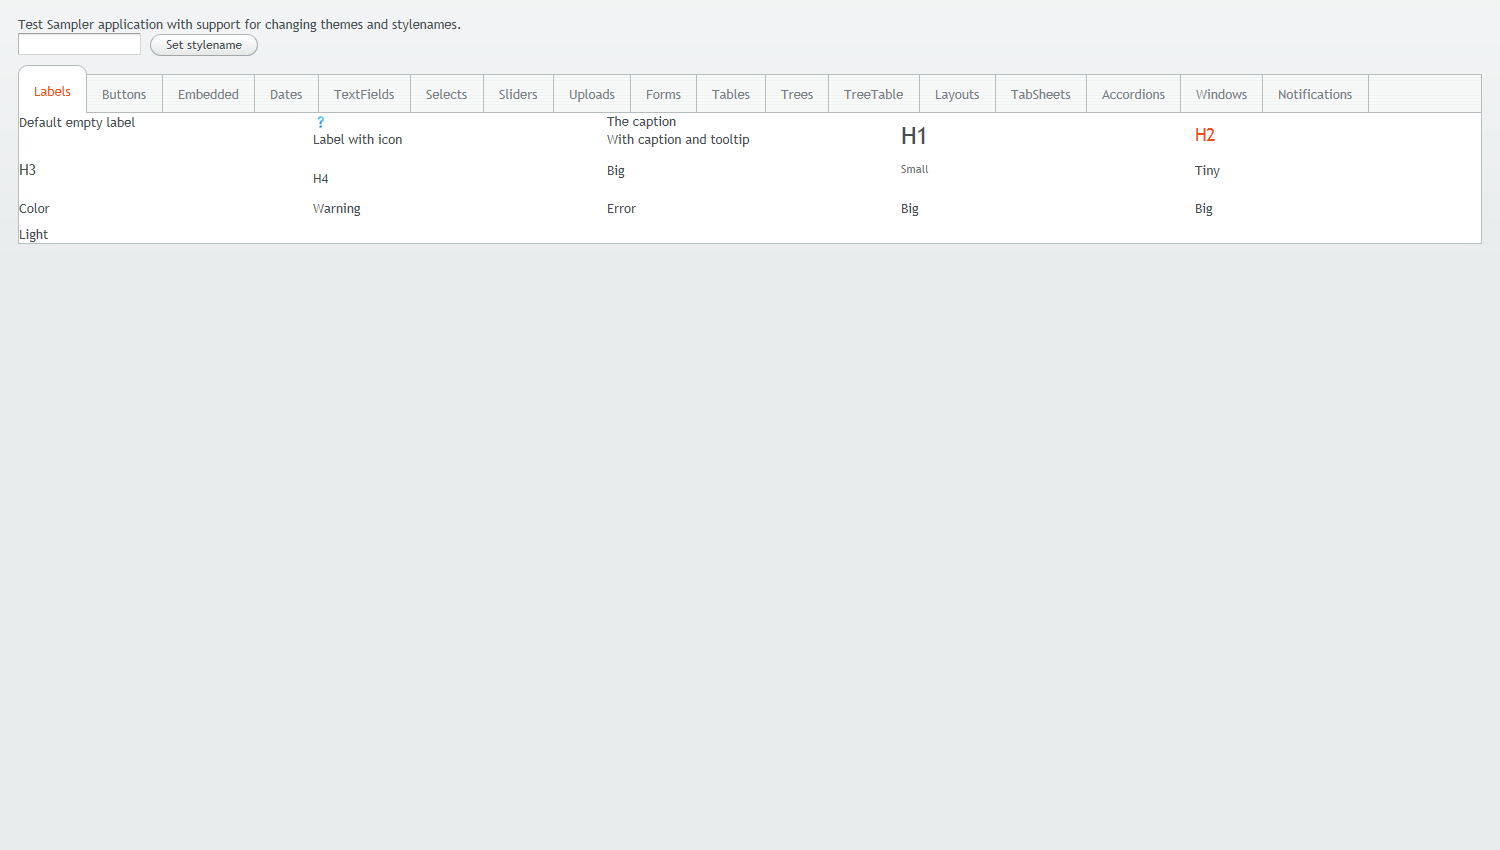 Test Sampler application with support for changing themes and stylenames.
Set stylename
Labels Buttons Embedded Dates TextFields Selects Sliders Uploads Forms Tables Trees TreeTable Layouts TabSheets Accordions Windows Notifications
Default empty label
?
Label with icon
The caption
With caption and tooltip
H1
H2
H3
H4
Big
Small
Tiny
Color
Warning
Error
Big
Big
Light